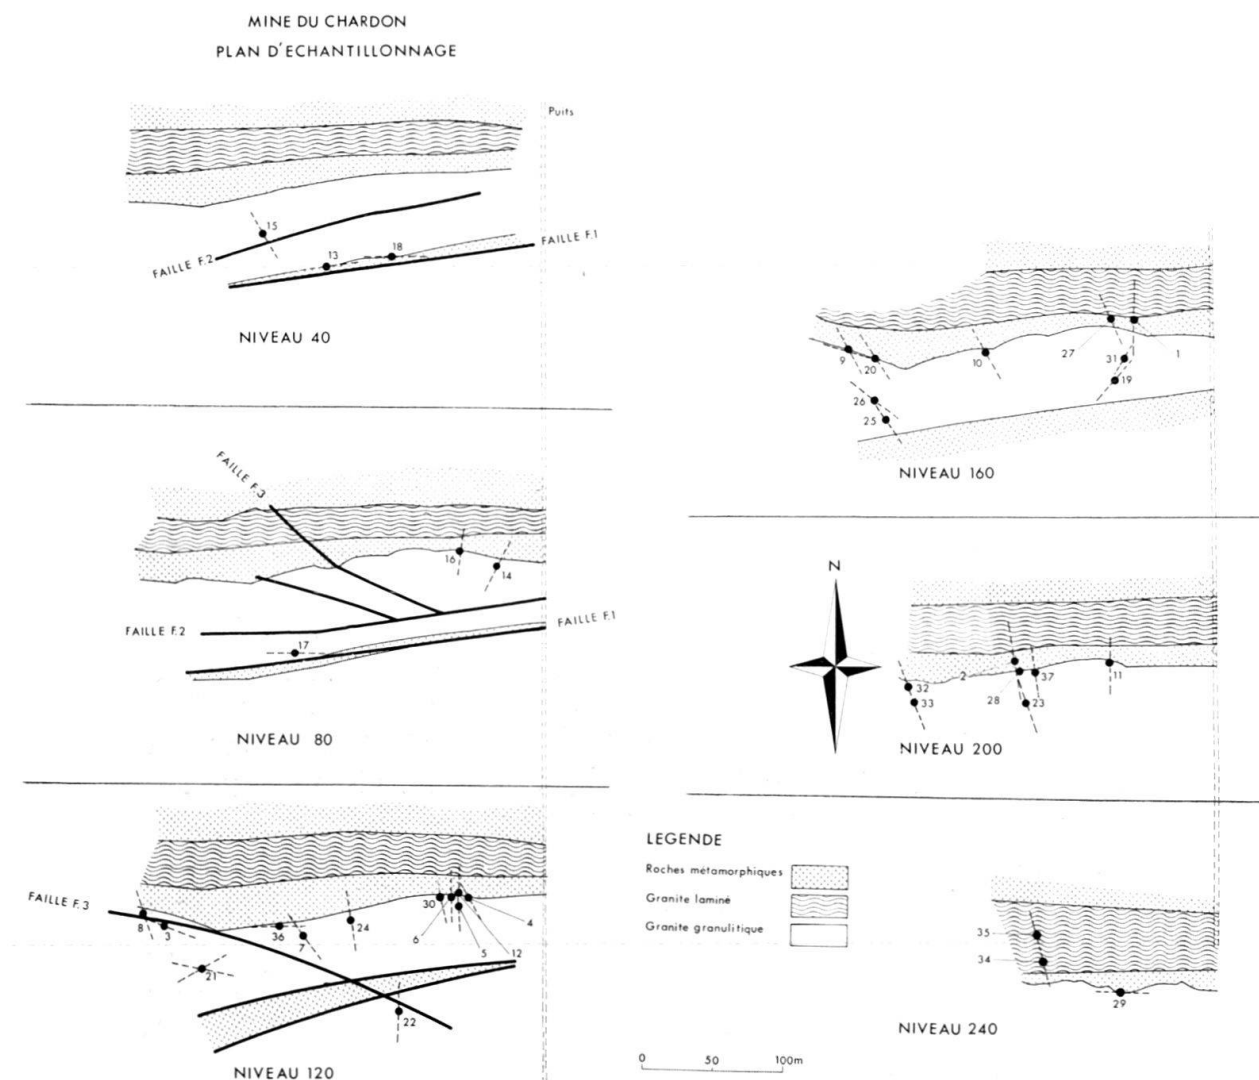 MINE DU CHARDON
PLAN D'ECHANTILLONNAGE
Puits
15
FAILLE F.2
13
18
FAILLE F.1
NIVEAU 40
FAILLE F.3
16
14
FAILLE F.2
17
FAILLE F.1
NIVEAU 80
FAILLE F.3
8
3
36
7
24
30
6
4
5
12
21
22
NIVEAU 120
9
20
10
27
1
31
19
26
25
NIVEAU 160
N
2
28
37
11
32
33
23
NIVEAU 200
LEGENDE
Roches métamorphiques
Granite laminé
Granite granulitique
35
34
29
NIVEAU 240
0 50 100m